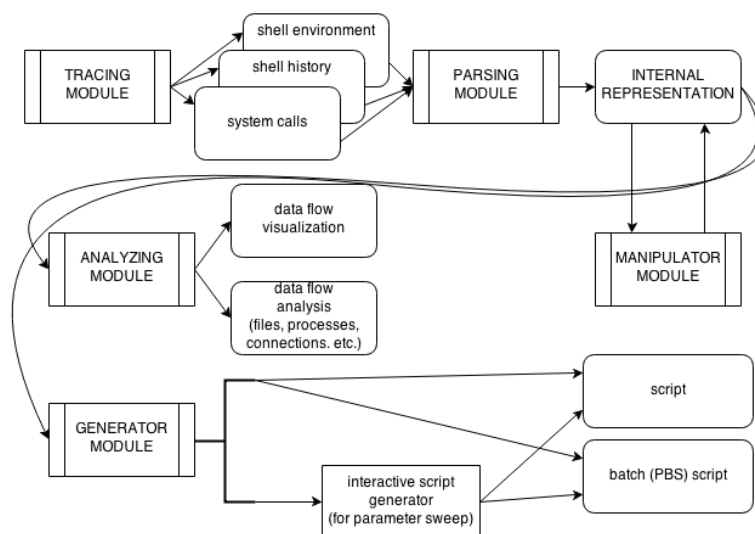 shell environment
shell history
system calls
TRACING
MODULE
PARSING
MODULE
INTERNAL
REPRESENTATION
data flow
visualization
ANALYZING
MODULE
MANIPULATOR
MODULE
data flow
analysis
(files, processes,
connections. etc.)
script
GENERATOR
MODULE
batch (PBS) script
interactive script
generator
(for parameter sweep)